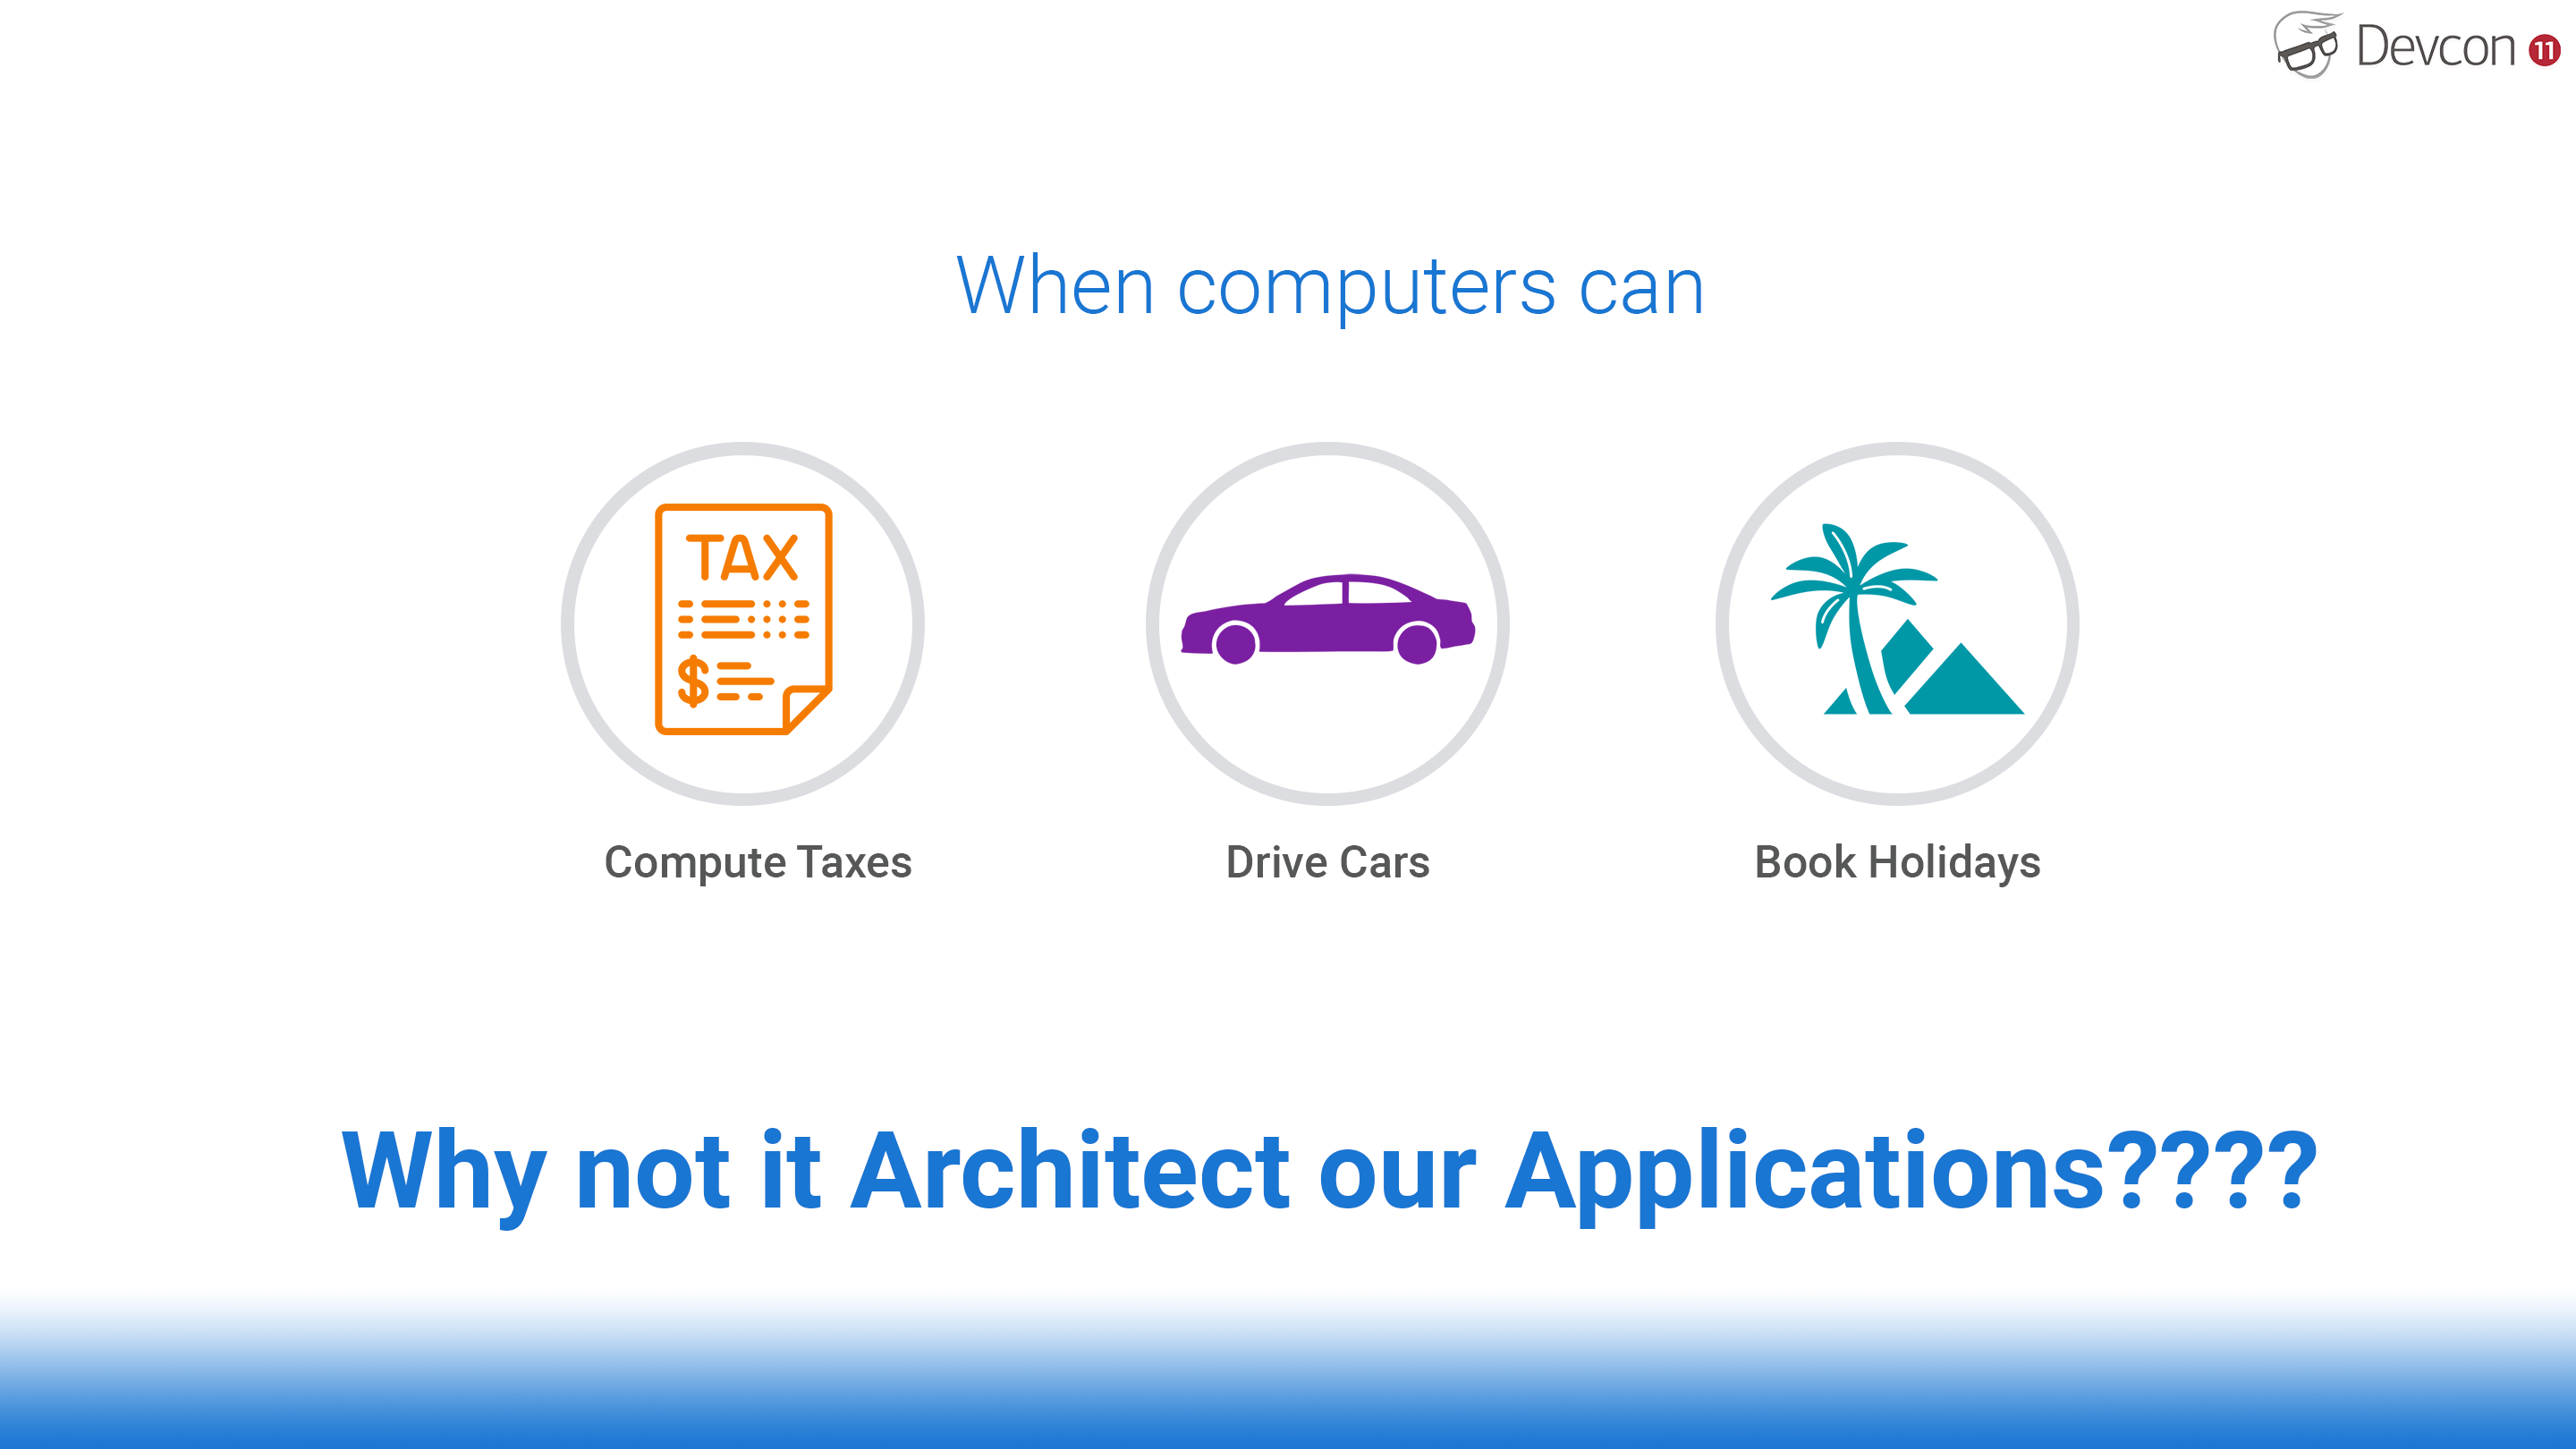 Devcon 11
When computers can
TAX
$
Compute Taxes
Drive Cars
Book Holidays
Why not it Architect our Applications????